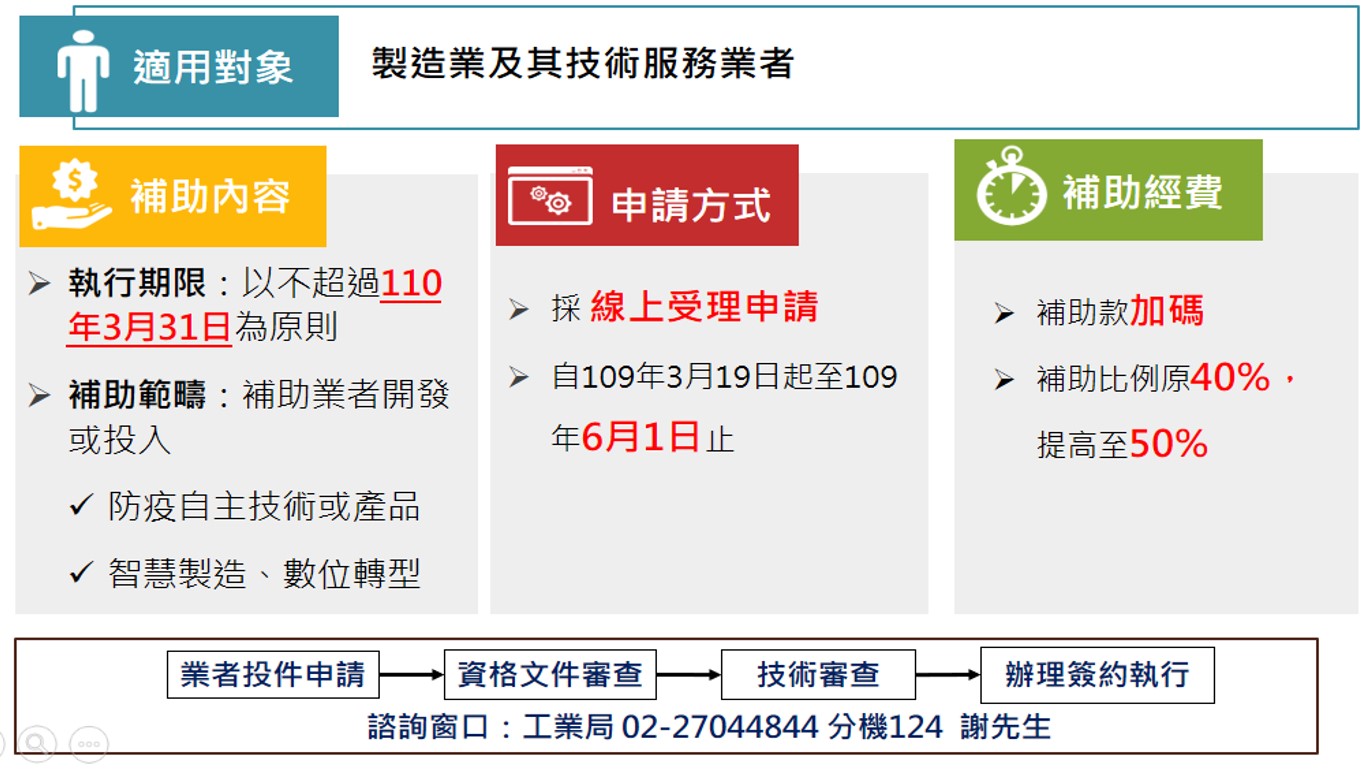 適用對象
製造業及其技術服務業者
補助內容
執行期限：以不超過110
年3月31日為原則
補助範疇：補助業者開發
或投入
防疫自主技術或產品
智慧製造、數位轉型
申請方式
採 線上受理申請
自109年3月19日起至109
年6月1日止
補助經費
補助款加碼
補助比例原40%，
提高至50%
業者投件申請
資格文件審查
技術審查
辦理簽約執行
諮詢窗口：工業局 02-27044844 分機124 謝先生